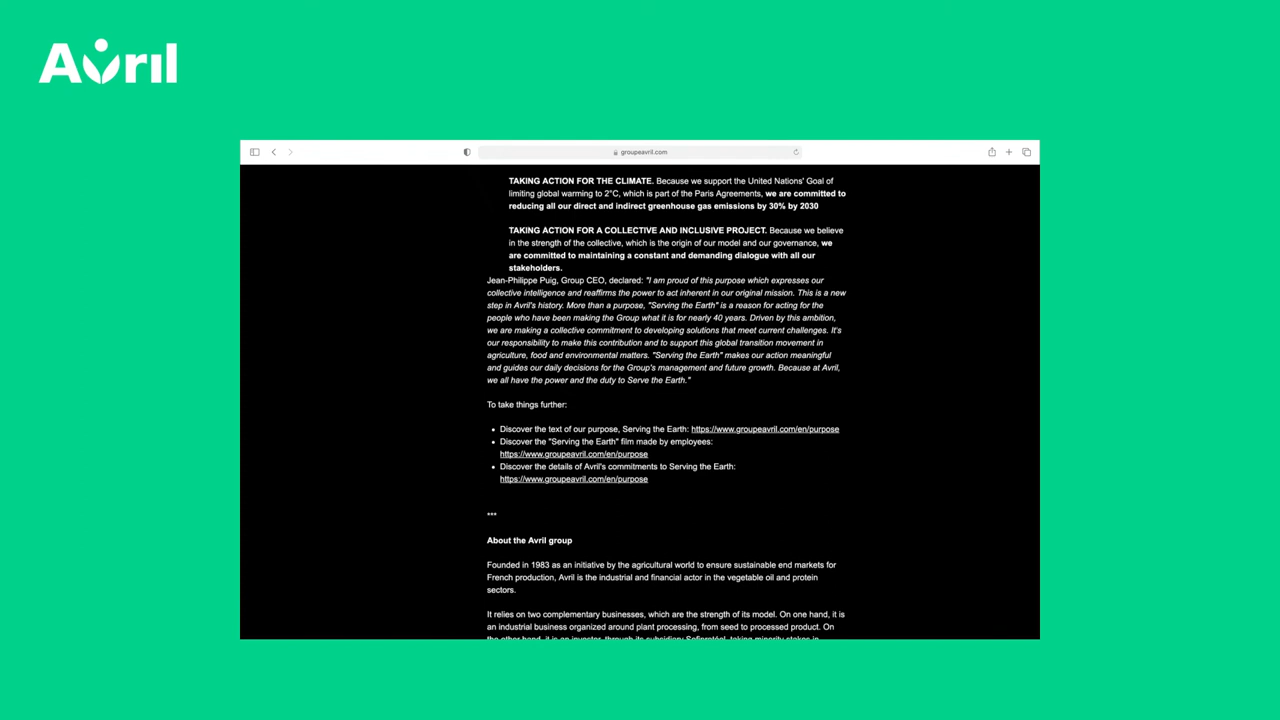 Avril
groupeavril.com
TAKING ACTION FOR THE CLIMATE. Because we support the United Nations' Goal of
limiting global warming to 2°C, which is part of the Paris Agreements, we are committed to
reducing all our direct and indirect greenhouse gas emissions by 30% by 2030
TAKING ACTION FOR A COLLECTIVE AND INCLUSIVE PROJECT. Because we believe
in the strength of the collective, which is the origin of our model and our governance, we
are committed to maintaining a constant and demanding dialogue with all our
stakeholders.
Jean-Philippe Puig, Group CEO, declared: "I am proud of this purpose which expresses our
collective intelligence and reaffirms the power to act inherent in our original mission. This is a new
step in Avril's history. More than a purpose, "Serving the Earth" is a reason for acting for the
people who have been making the Group what it is for nearly 40 years. Driven by this ambition,
we are making a collective commitment to developing solutions that meet current challenges. It's
our responsibility to make this contribution and to support this global transition movement in
agriculture, food and environmental matters. "Serving the Earth" makes our action meaningful
and guides our daily decisions for the Group's management and future growth. Because at Avril,
we all have the power and the duty to Serve the Earth."
To take things further:
• Discover the text of our purpose, Serving the Earth: https://www.groupeavril.com/en/purpose
• Discover the "Serving the Earth" film made by employees:
https://www.groupeavril.com/en/purpose
• Discover the details of Avril's commitments to Serving the Earth:
https://www.groupeavril.com/en/purpose
***
About the Avril group
Founded in 1983 as an initiative by the agricultural world to ensure sustainable end markets for
French production, Avril is the industrial and financial actor in the vegetable oil and protein
sectors.
It relies on two complementary businesses, which are the strength of its model. On one hand, it is
an industrial business organized around plant processing, from seed to processed product. On
the other hand, it is an investor, through its subsidiary Sofiprotéol, taking minority stakes in